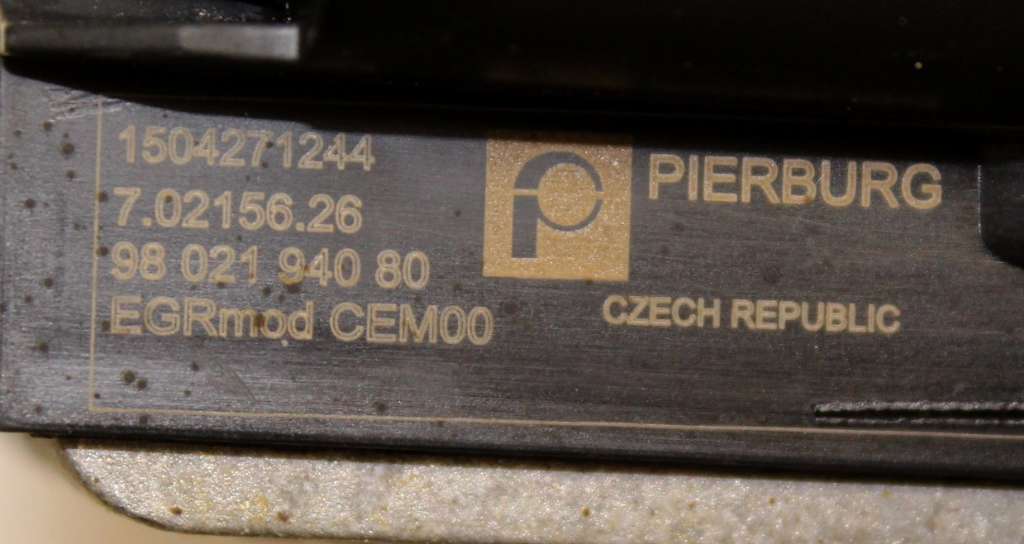 1504271244
7.02156.26
98 021 940 80
EGRmod CEM00
PIERBURG
CZECH REPUBLIC